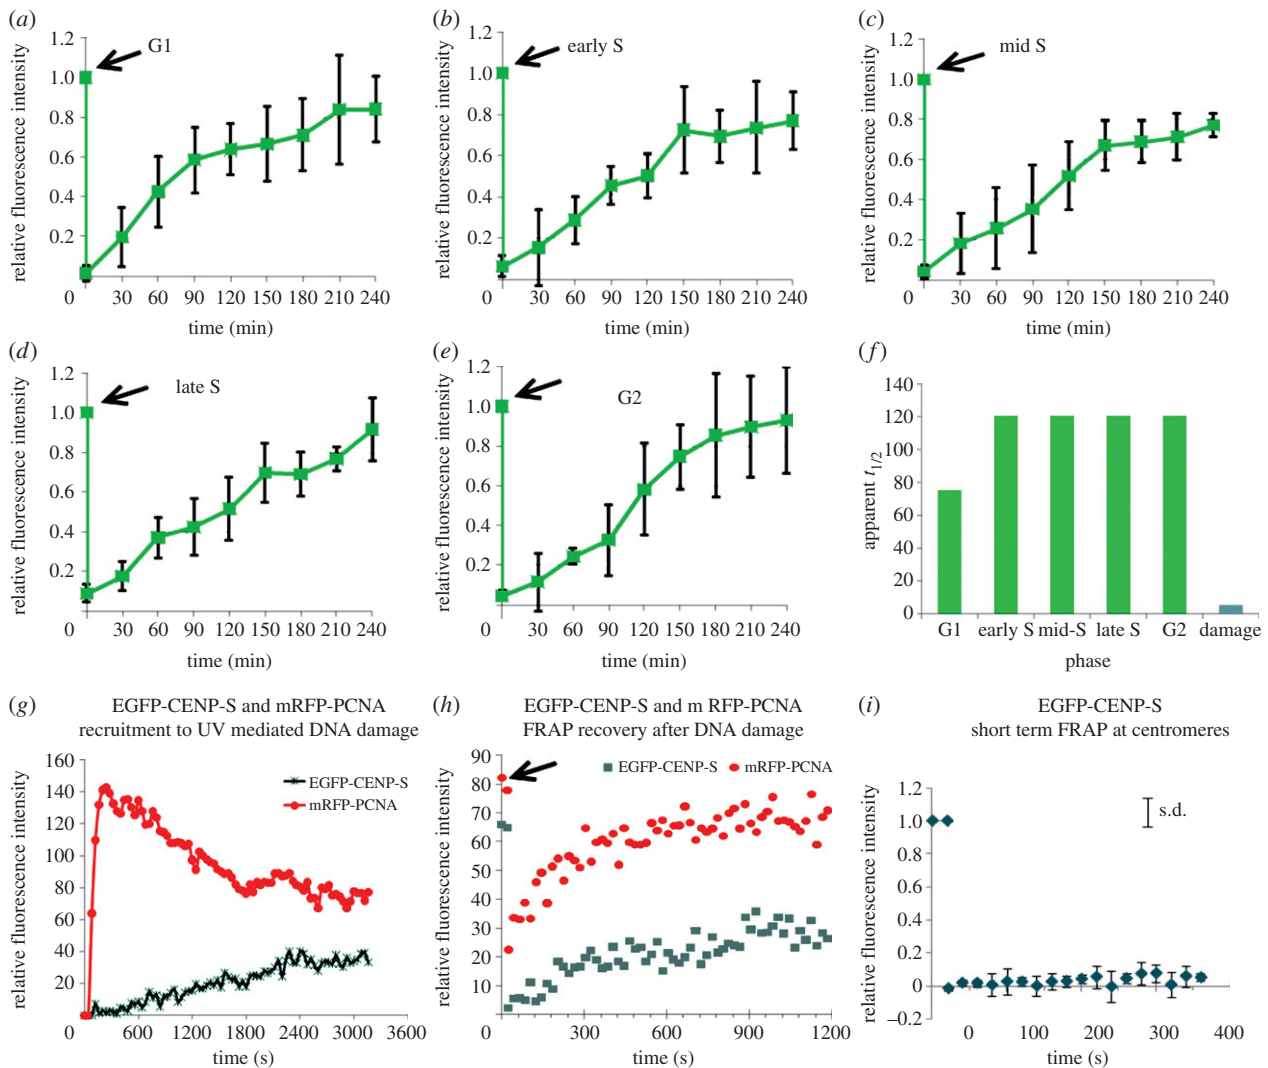 (a)
G1
relative fluorescence intensity
1.2
1.0
0.8
0.6
0.4
0.2
0
30 60 90 120 150 180 210 240
time (min)
(b)
early S
relative fluorescence intensity
1.2
1.0
0.8
0.6
0.4
0.2
0
30 60 90 120 150 180 210 240
time (min)
(c)
mid S
relative fluorescence intensity
1.2
1.0
0.8
0.6
0.4
0.2
0
30 60 90 120 150 180 210 240
time (min)
(d)
late S
relative fluorescence intensity
1.2
1.0
0.8
0.6
0.4
0.2
0
30 60 90 120 150 180 210 240
time (min)
(e)
G2
relative fluorescence intensity
1.2
1.0
0.8
0.6
0.4
0.2
0
30 60 90 120 150 180 210 240
time (min)
(f)
apparent t1/2
140
120
100
80
60
40
20
0
G1 early S mid-S late S G2 damage
phase
(g)
EGFP-CENP-S and mRFP-PCNA
recruitment to UV mediated DNA damage
relative fluorescence intensity
160
140
120
100
80
60
40
20
EGFP-CENP-S
mRFP-PCNA
0 600 1200 1800 2400 3000 3600
time (s)
(h)
EGFP-CENP-S and m RFP-PCNA
FRAP recovery after DNA damage
relative fluorescence intensity
90
80
70
60
50
40
30
20
10
EGFP-CENP-S mRFP-PCNA
0 300 600 900 1200
time (s)
(i)
EGFP-CENP-S
short term FRAP at centromeres
relative fluorescence intensity
1.2
1.0
0.8
0.6
0.4
0.2
0
–0.2
s.d.
0 100 200 300 400
time (s)